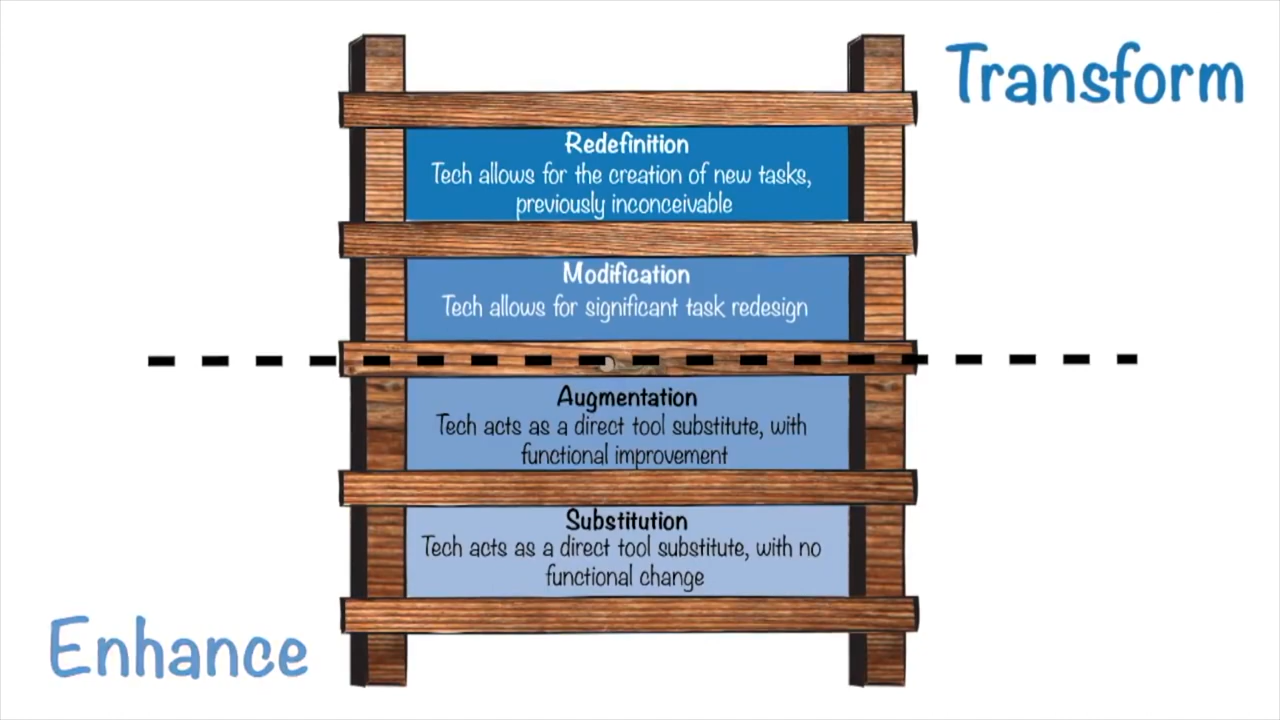 Transform
Redefinition
Tech allows for the creation of new tasks,
previously inconceivable
Modification
Tech allows for significant task redesign
Augmentation
Tech acts as a direct tool substitute, with
functional improvement
Substitution
Tech acts as a direct tool substitute, with no
functional change
Enhance